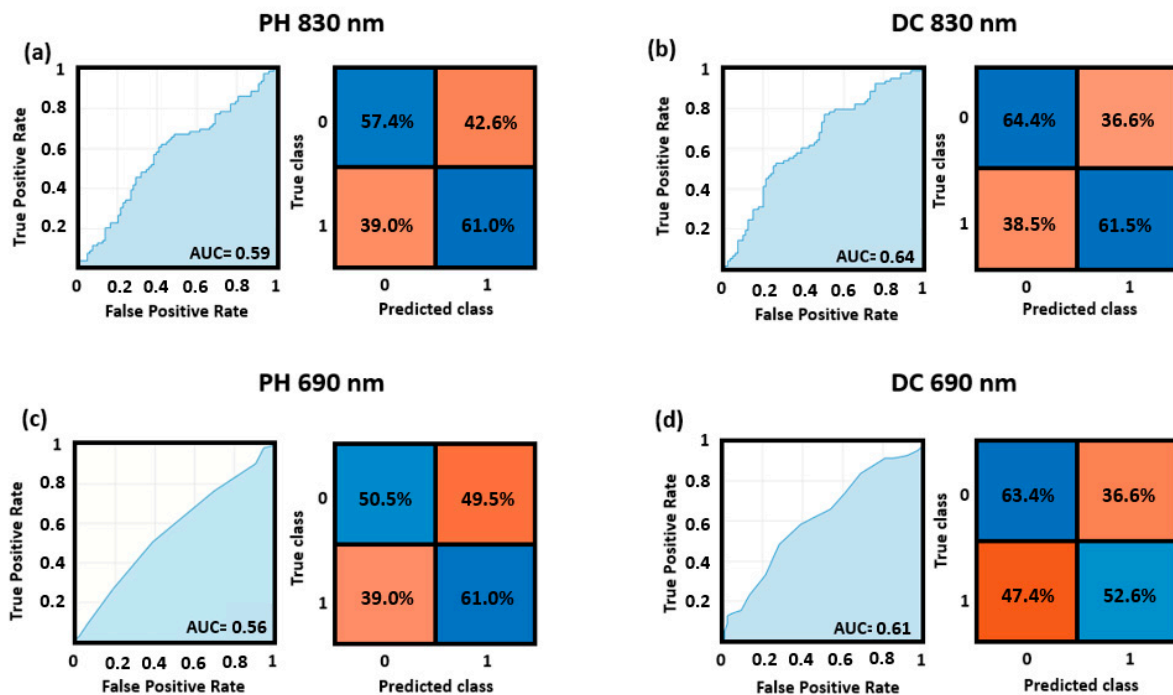 PH 830 nm
(a)
True Positive Rate
1
0.8
0.6
0.4
0.2
0 0.2 0.4 0.6 0.8 1
False Positive Rate
AUC= 0.59
True class
0
1
57.4% 42.6%
39.0% 61.0%
0 1
Predicted class
DC 830 nm
(b)
True Positive Rate
1
0.8
0.6
0.4
0.2
0 0.2 0.4 0.6 0.8 1
False Positive Rate
AUC= 0.64
True class
0
1
64.4% 36.6%
38.5% 61.5%
0 1
Predicted class
PH 690 nm
(c)
True Positive Rate
1
0.8
0.6
0.4
0.2
0 0.2 0.4 0.6 0.8 1
False Positive Rate
AUC= 0.56
True class
0
1
50.5% 49.5%
39.0% 61.0%
0 1
Predicted class
DC 690 nm
(d)
True Positive Rate
1
0.8
0.6
0.4
0.2
0 0.2 0.4 0.6 0.8 1
False Positive Rate
AUC= 0.61
True class
0
1
63.4% 36.6%
47.4% 52.6%
0 1
Predicted class